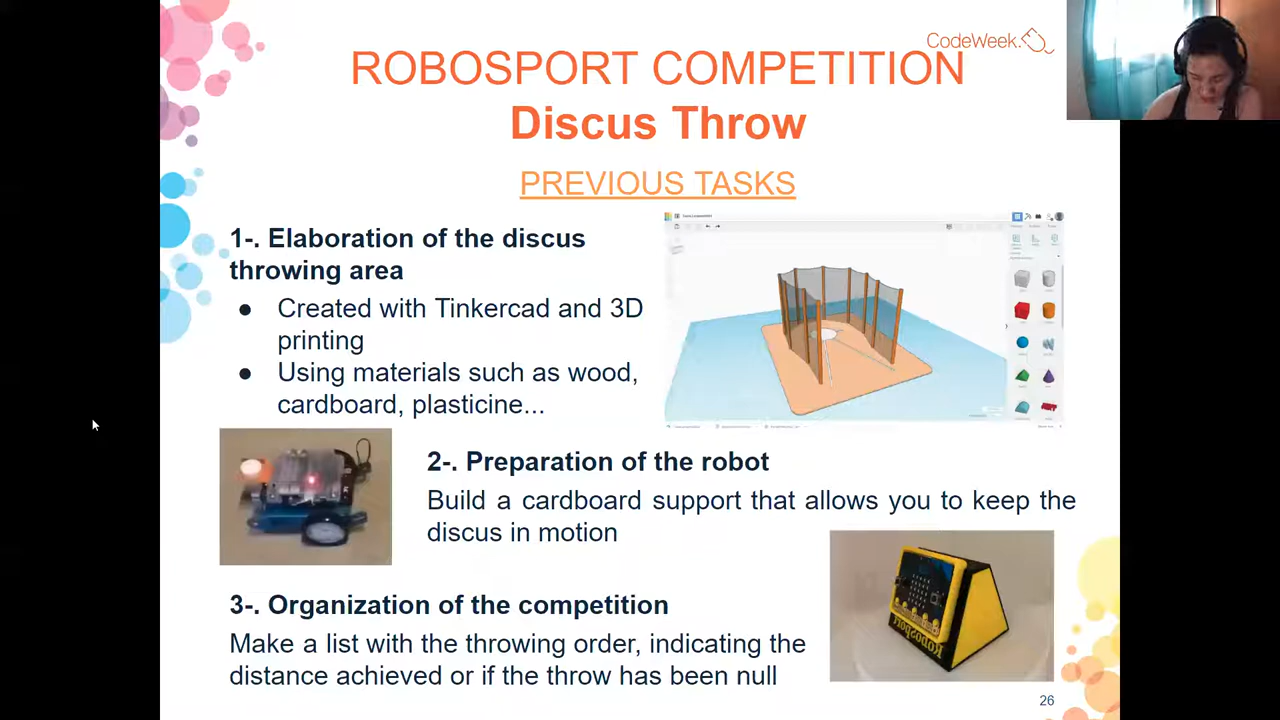 CodeWeek
ROBOSPORT COMPETITION
Discus Throw
PREVIOUS TASKS
1-. Elaboration of the discus
throwing area
● Created with Tinkercad and 3D
printing
● Using materials such as wood,
cardboard, plasticine...
2-. Preparation of the robot
Build a cardboard support that allows you to keep the
discus in motion
3-. Organization of the competition
Make a list with the throwing order, indicating the
distance achieved or if the throw has been null
Robosport
26